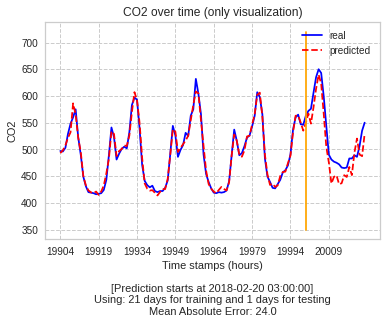 CO2 over time (only visualization)
real
predicted
CO2
700
650
600
550
500
450
400
350
19904 19919 19934 19949 19964 19979 19994 20009
Time stamps (hours)
[Prediction starts at 2018-02-20 03:00:00]
Using: 21 days for training and 1 days for testing
Mean Absolute Error: 24.0